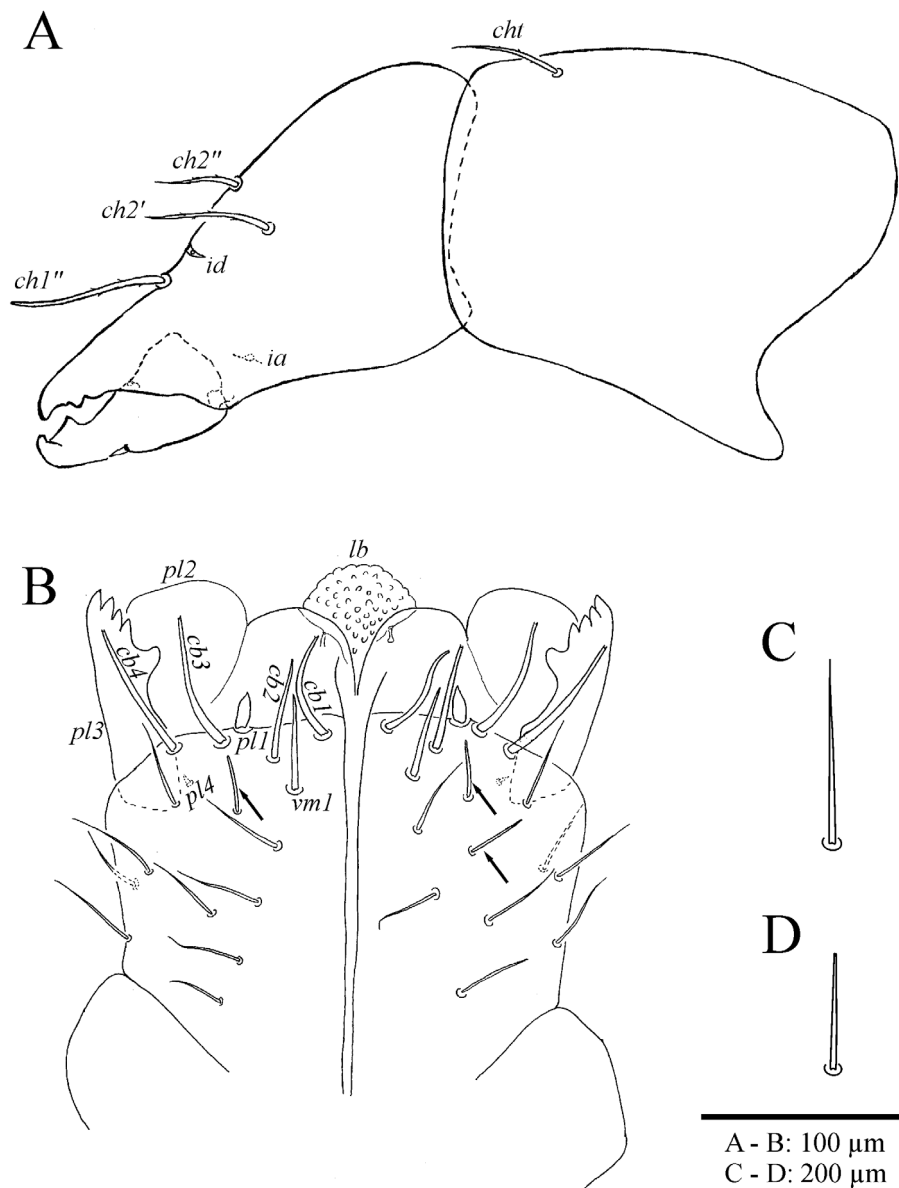 A
cht
ch2"
ch2'
id
ch1"
ia
B
lb
pl2
cb4
cb3
cb2
cb1
pl3
pl1
pl4
vm1
C
D
A - B: 100 µm
C - D: 200 µm